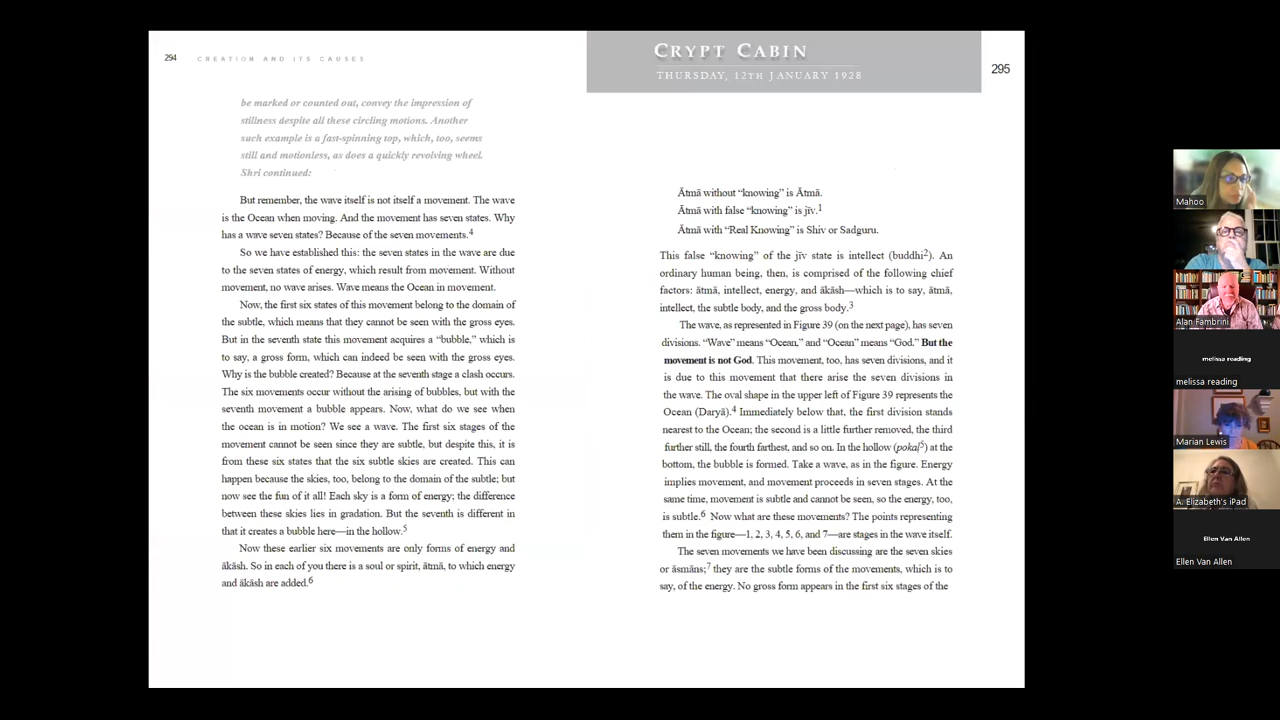 294
CREATION AND ITS CAUSES
be marked or counted out, convey the impression of
stillness despite all these circling motions. Another
such example is a fast-spinning top, which, too, seems
still and motionless, as does a quickly revolving wheel.
Shri continued:
But remember, the wave itself is not itself a movement. The wave
is the Ocean when moving. And the movement has seven states. Why
has a wave seven states? Because of the seven movements.4
So we have established this: the seven states in the wave are due
to the seven states of energy, which result from movement. Without
movement, no wave arises. Wave means the Ocean in movement.
Now, the first six states of this movement belong to the domain of
the subtle, which means that they cannot be seen with the gross eyes.
But in the seventh state this movement acquires a “bubble,” which is
to say, a gross form, which can indeed be seen with the gross eyes.
Why is the bubble created? Because at the seventh stage a clash occurs.
The six movements occur without the arising of bubbles, but with the
seventh movement a bubble appears. Now, what do we see when
the ocean is in motion? We see a wave. The first six stages of the
movement cannot be seen since they are subtle, but despite this, it is
from these six states that the six subtle skies are created. This can
happen because the skies, too, belong to the domain of the subtle; but
now see the fun of it all! Each sky is a form of energy; the difference
between these skies lies in gradation. But the seventh is different in
that it creates a bubble here—in the hollow.5
Now these earlier six movements are only forms of energy and
ākāsh. So in each of you there is a soul or spirit, ātmā, to which energy
and ākāsh are added.6
CRYPT CABIN
THURSDAY, 12TH JANUARY 1928
295
Ātmā without “knowing” is Ātmā.
Ātmā with false “knowing” is jīv.1
Ātmā with “Real Knowing” is Shiv or Sadguru.
This false “knowing” of the jīv state is intellect (buddhi2). An
ordinary human being, then, is comprised of the following chief
factors: ātmā, intellect, energy, and ākāsh—which is to say, ātmā,
intellect, the subtle body, and the gross body.3
The wave, as represented in Figure 39 (on the next page), has seven
divisions. “Wave” means “Ocean,” and “Ocean” means “God.” But the
movement is not God. This movement, too, has seven divisions, and it
is due to this movement that there arise the seven divisions in
the wave. The oval shape in the upper left of Figure 39 represents the
Ocean (Daryā).4 Immediately below that, the first division stands
nearest to the Ocean; the second is a little further removed, the third
further still, the fourth farthest, and so on. In the hollow (pokaḷ5) at the
bottom, the bubble is formed. Take a wave, as in the figure. Energy
implies movement, and movement proceeds in seven stages. At the
same time, movement is subtle and cannot be seen, so the energy, too,
is subtle.6 Now what are these movements? The points representing
them in the figure—1, 2, 3, 4, 5, 6, and 7—are stages in the wave itself.
The seven movements we have been discussing are the seven skies
or āsmāns;7 they are the subtle forms of the movements, which is to
say, of the energy. No gross form appears in the first six stages of the
Mahoo
Alan Fambrini
melissa reading
melissa reading
Marian Lewis
A. Elizabeth's iPad
Ellen Van Allen
Ellen Van Allen